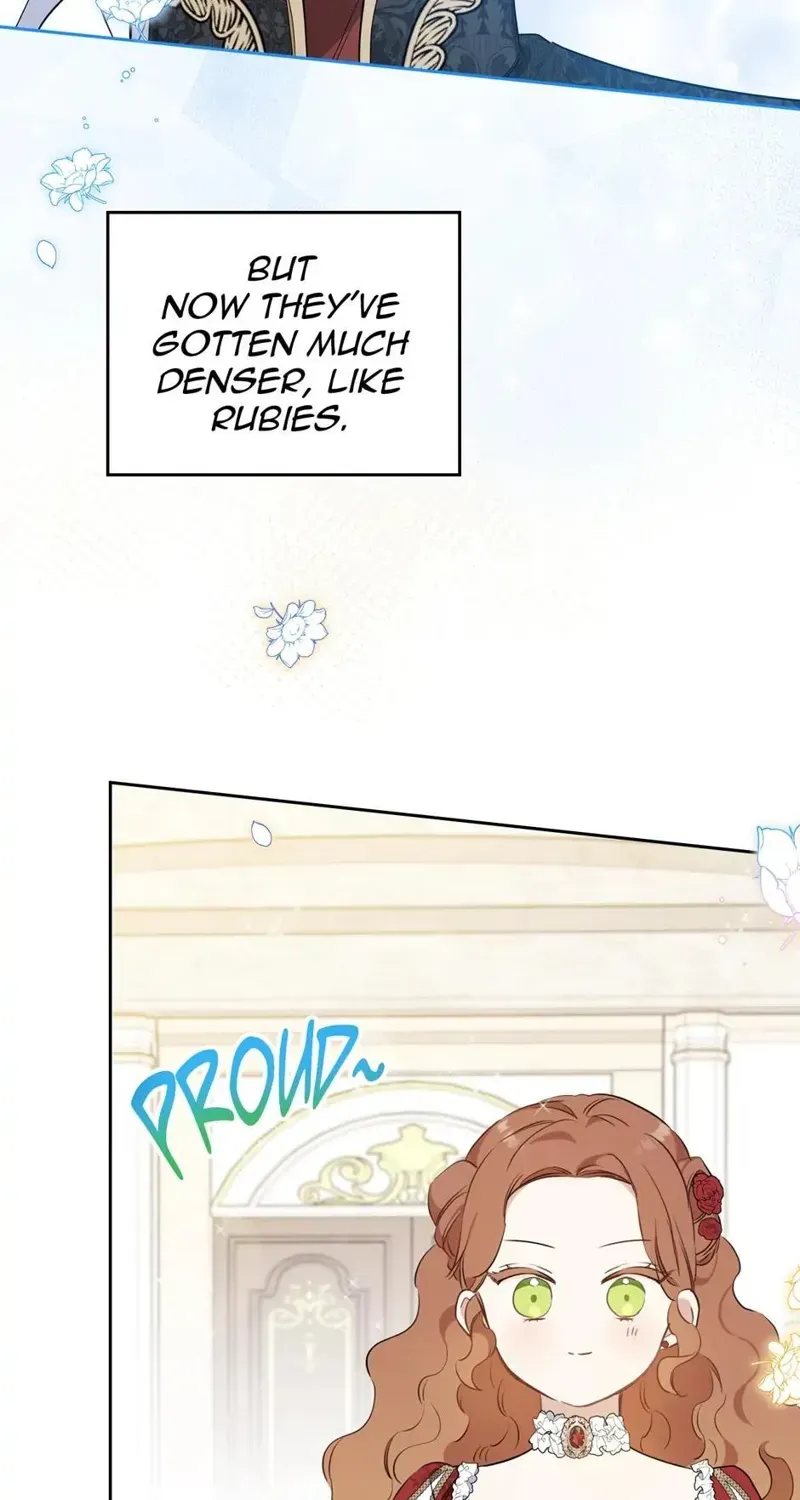 BUT
NOW THEY'VE
GOTTEN MUCH
DENSER, LIKE
RUBIES.
PROUD~